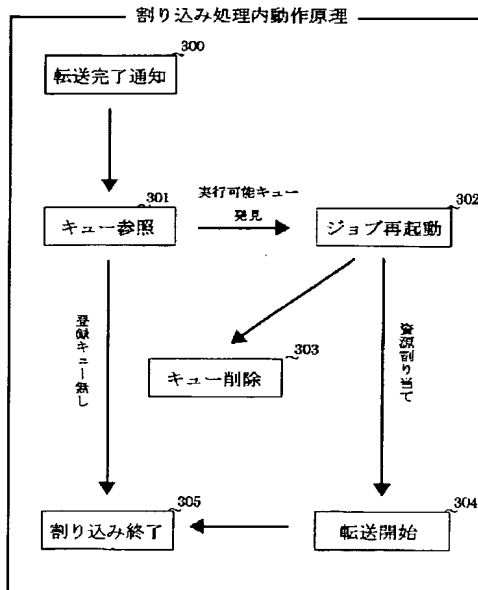 割り込み処理内動作原理
300
転送完了通知
301
キュー参照
実行可能キュー
発見
302
ジョブ再起動
登録キュー無し
303
キュー削除
資源割り当て
305
割り込み終了
304
転送開始